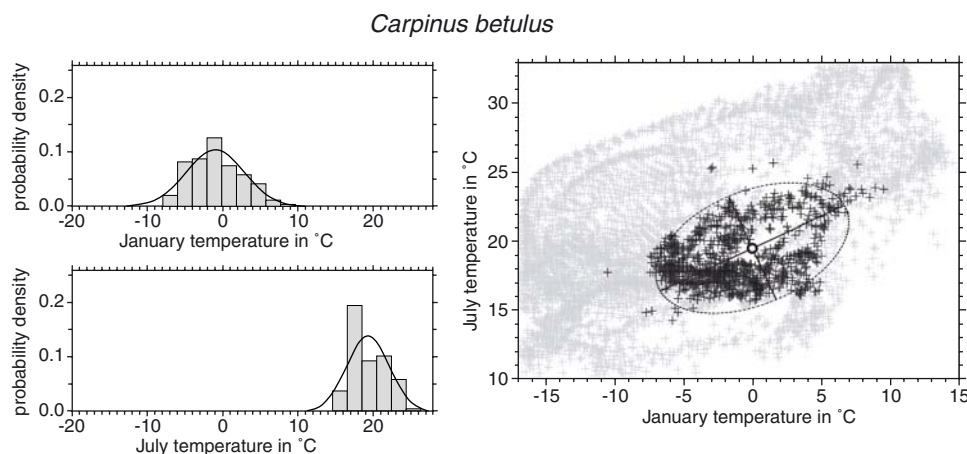 Carpinus betulus
probability density
0.2
0.1
0.0
-20 -10 0 10 20
January temperature in ˚C
probability density
0.2
0.1
0.0
-20 -10 0 10 20
July temperature in ˚C
July temperature in ˚C
30
25
20
15
10
-15 -10 -5 0 5 10 15
January temperature in ˚C